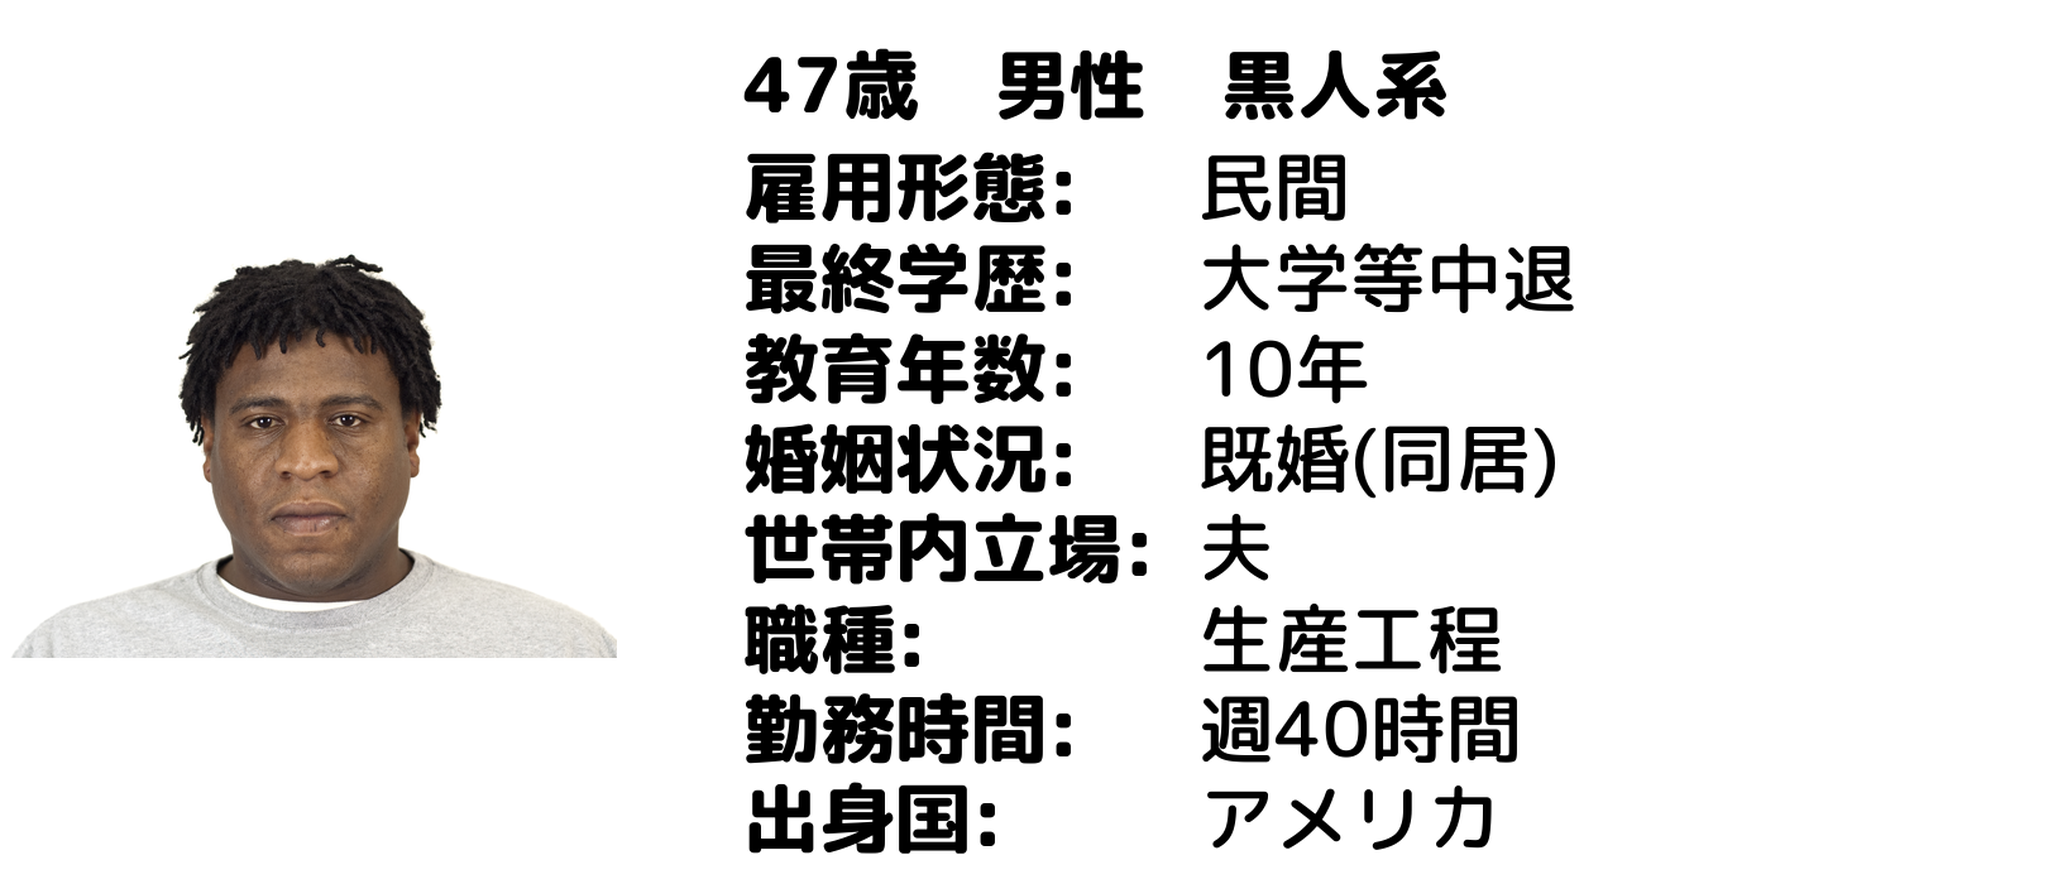 47歳　男性　黒人系
雇用形態:　民間
最終学歴:　大学等中退
教育年数:　10年
婚姻状況:　既婚(同居)
世帯内立場:　夫
職種:　生産工程
勤務時間:　週40時間
出身国:　アメリカ